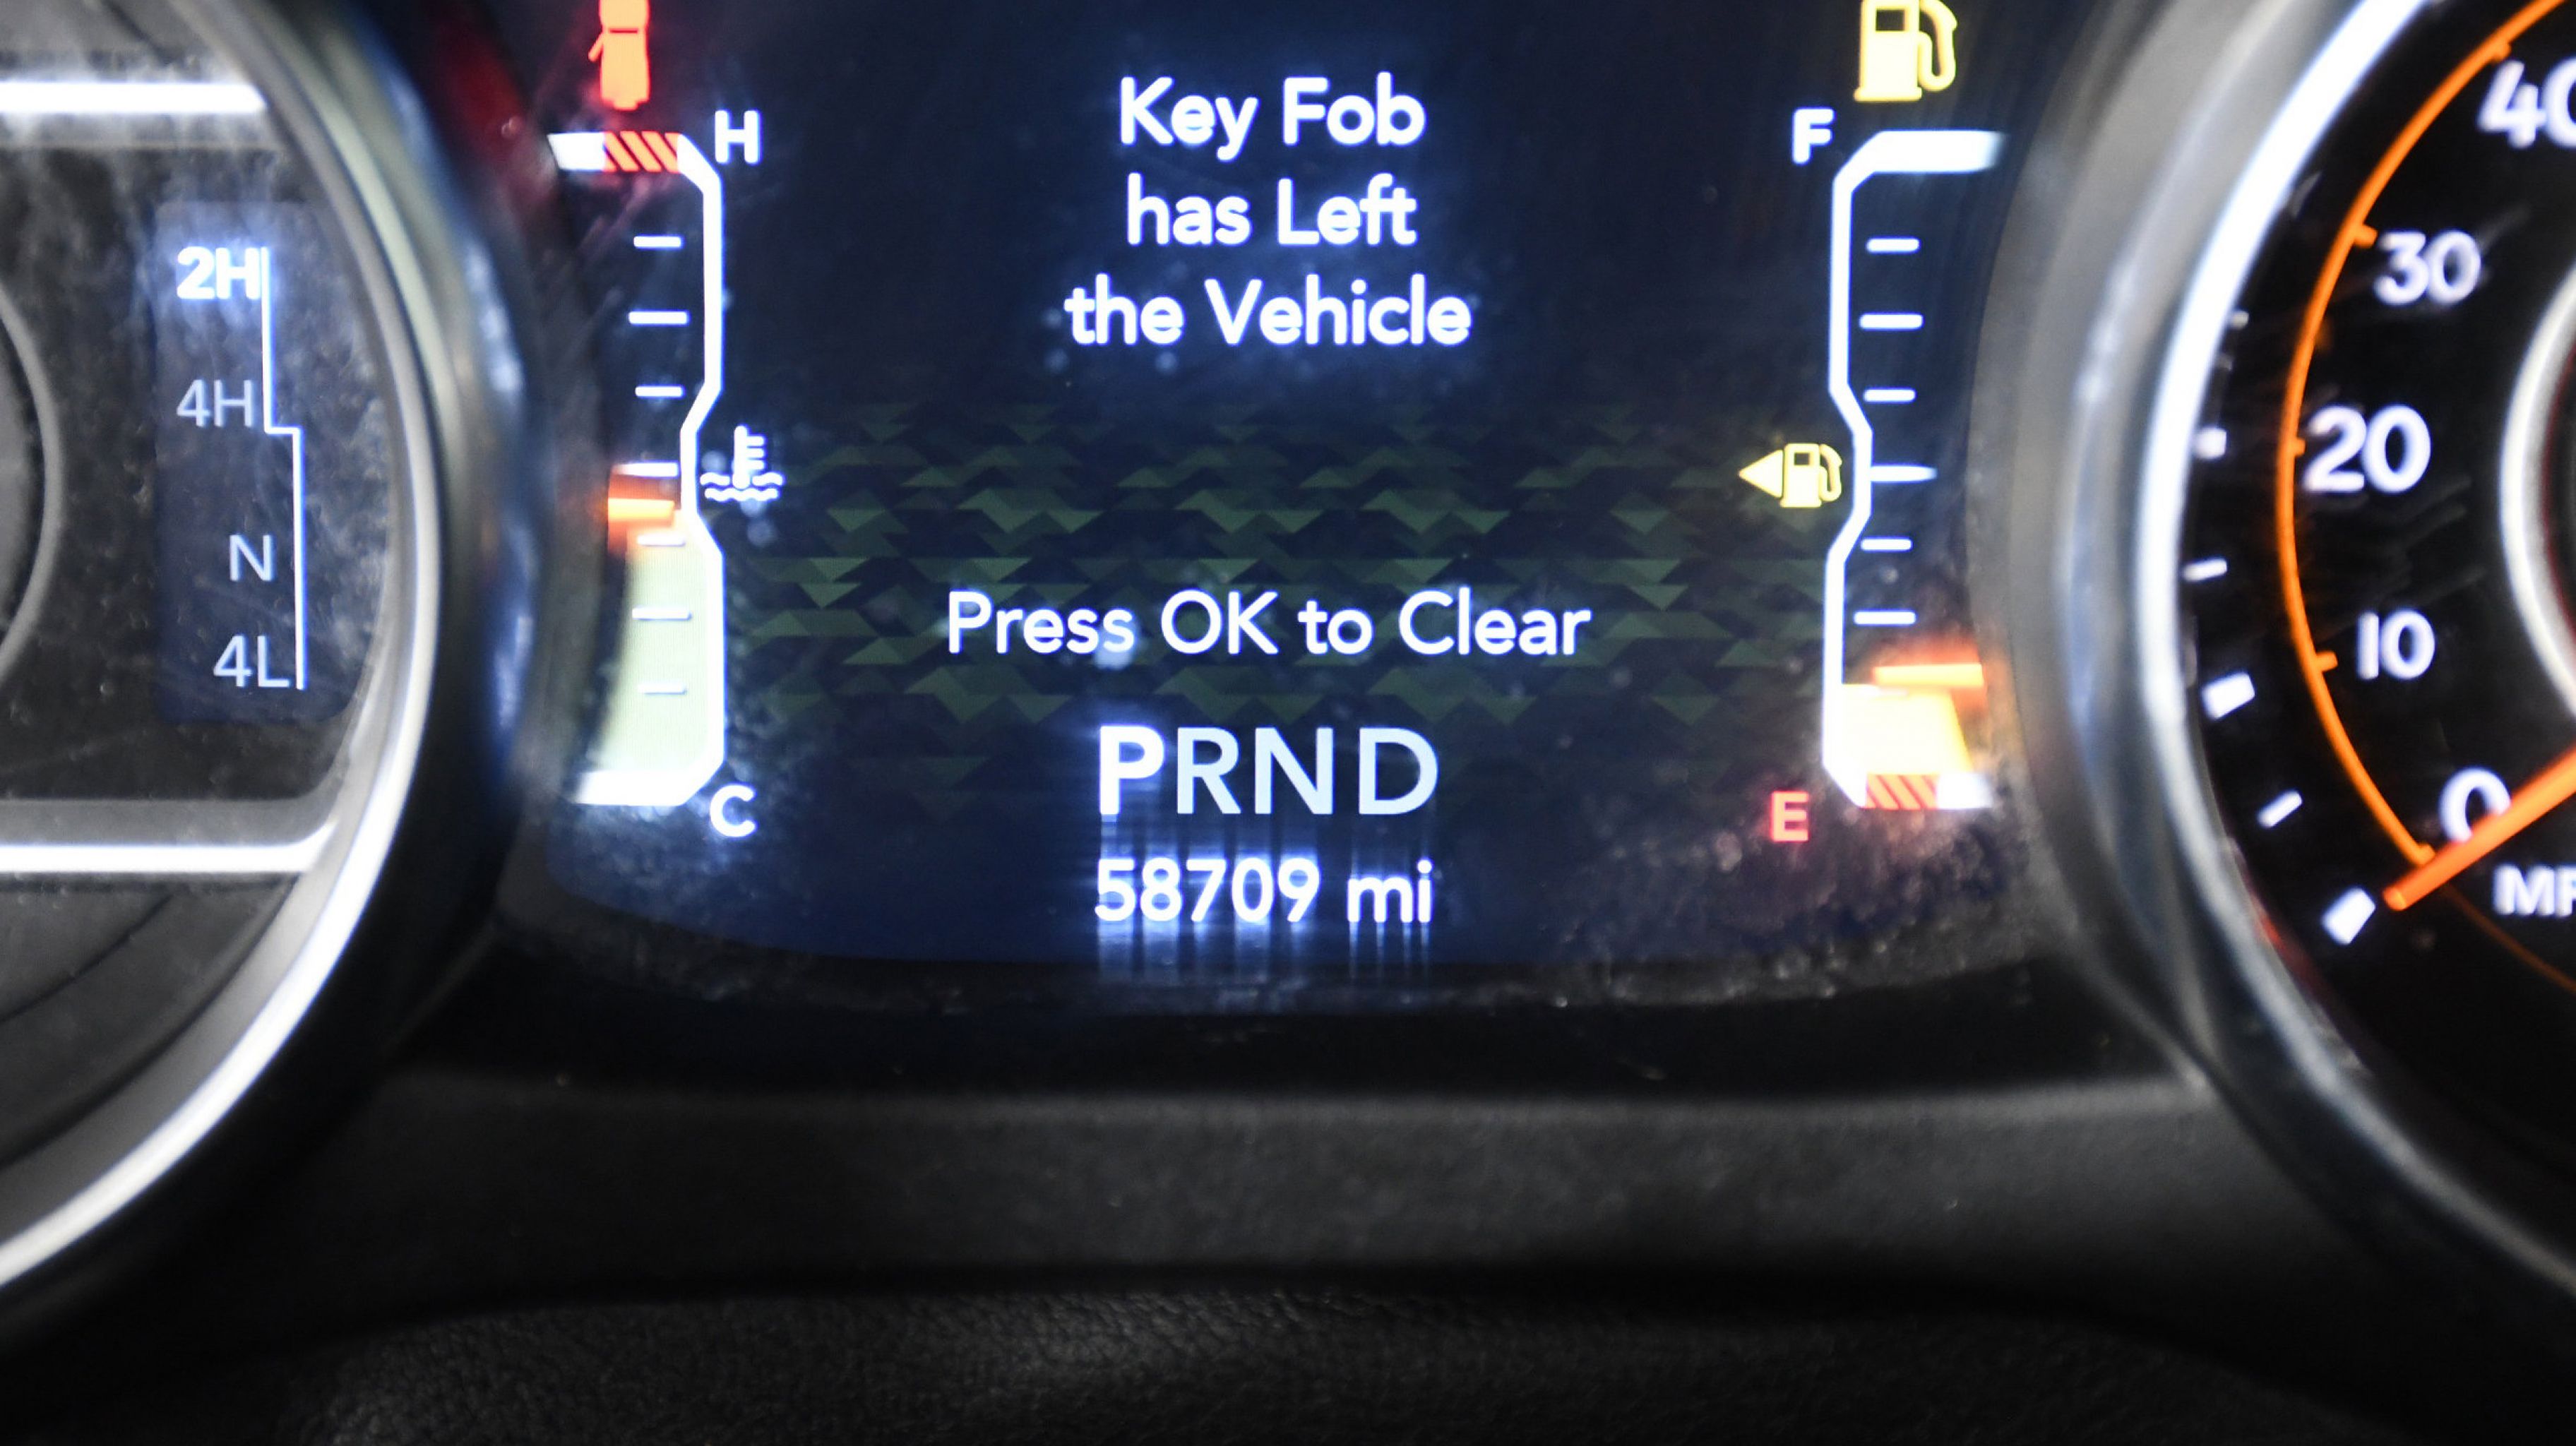 2H
4H
N
4L
H
C
Key Fob
has Left
the Vehicle
Press OK to Clear
PRND
58709 mi
F
E
40
30
20
10
0